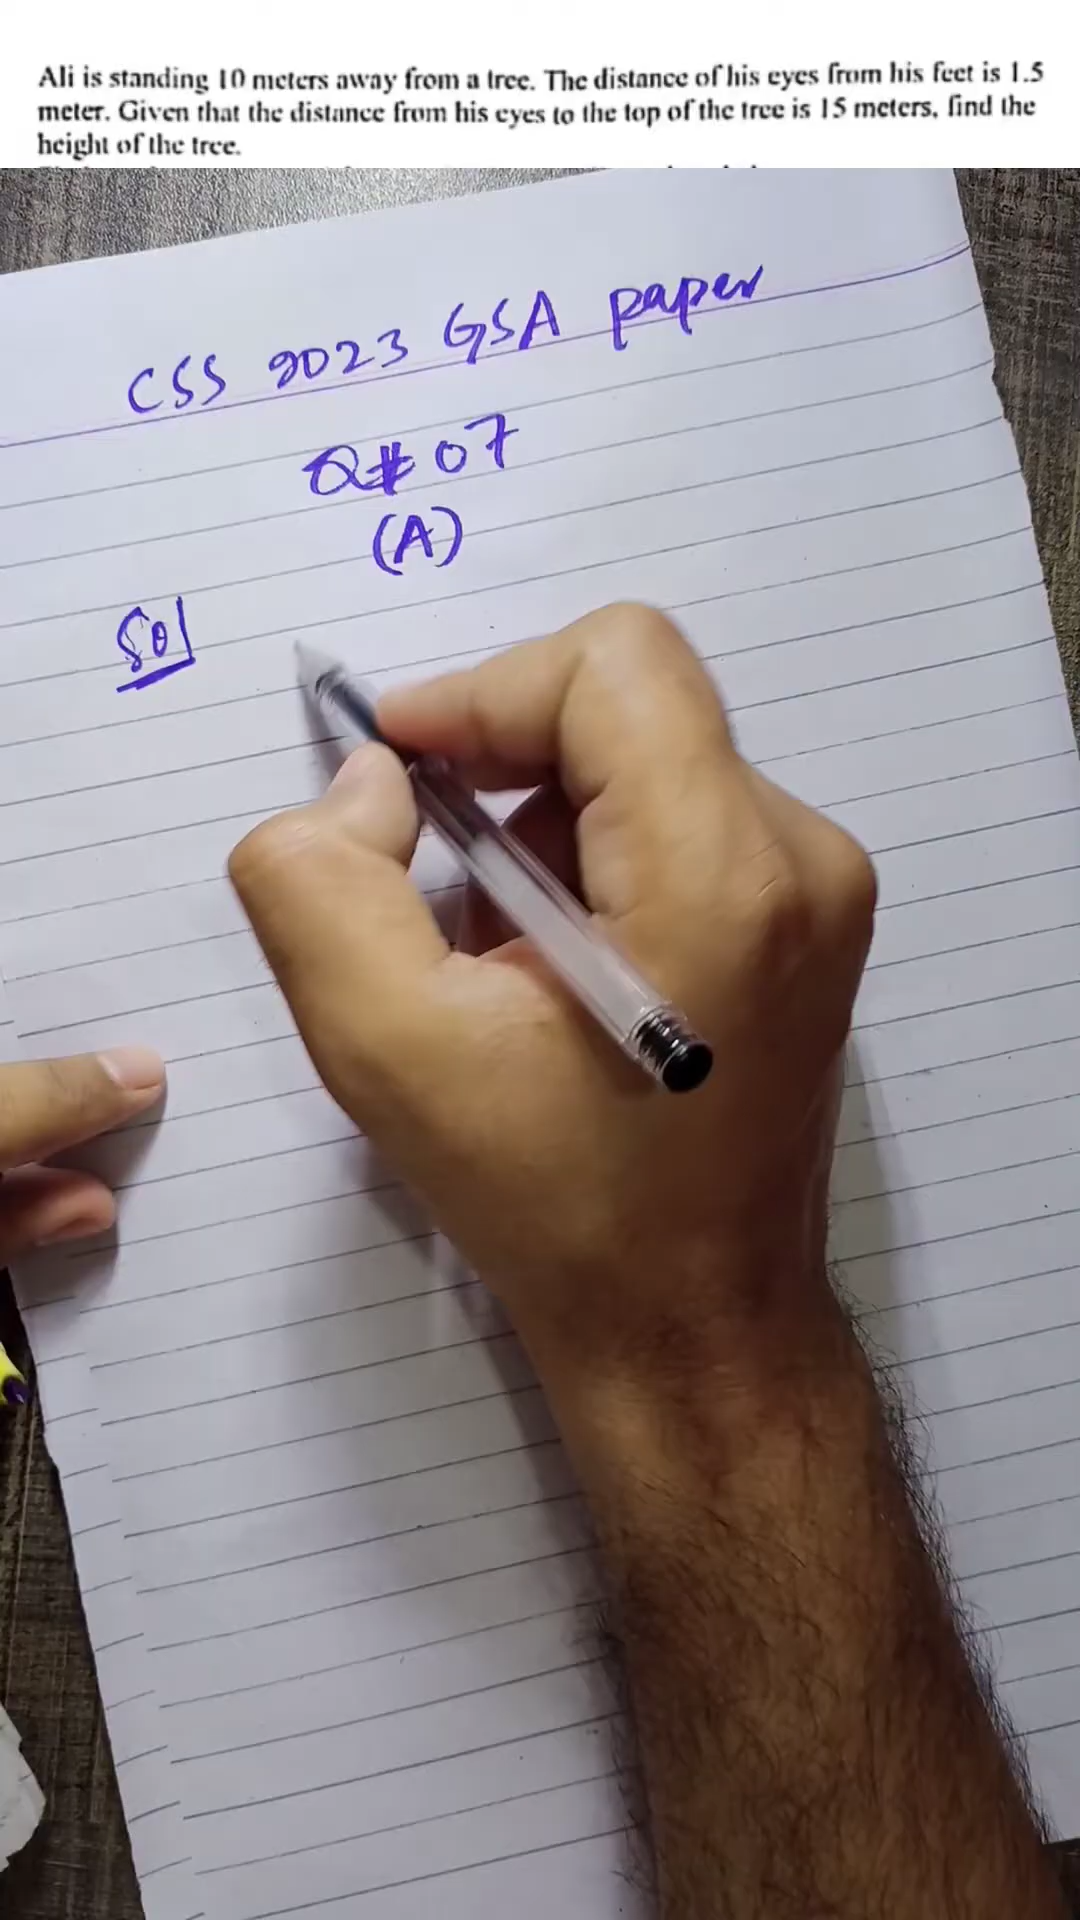 Ali is standing 10 meters away from a tree. The distance of his eyes from his feet is 1.5
meter. Given that the distance from his eyes to the top of the tree is 15 meters, find the
height of the tree.
CSS 2023 GSA paper
Q# 07
(A)
Sol